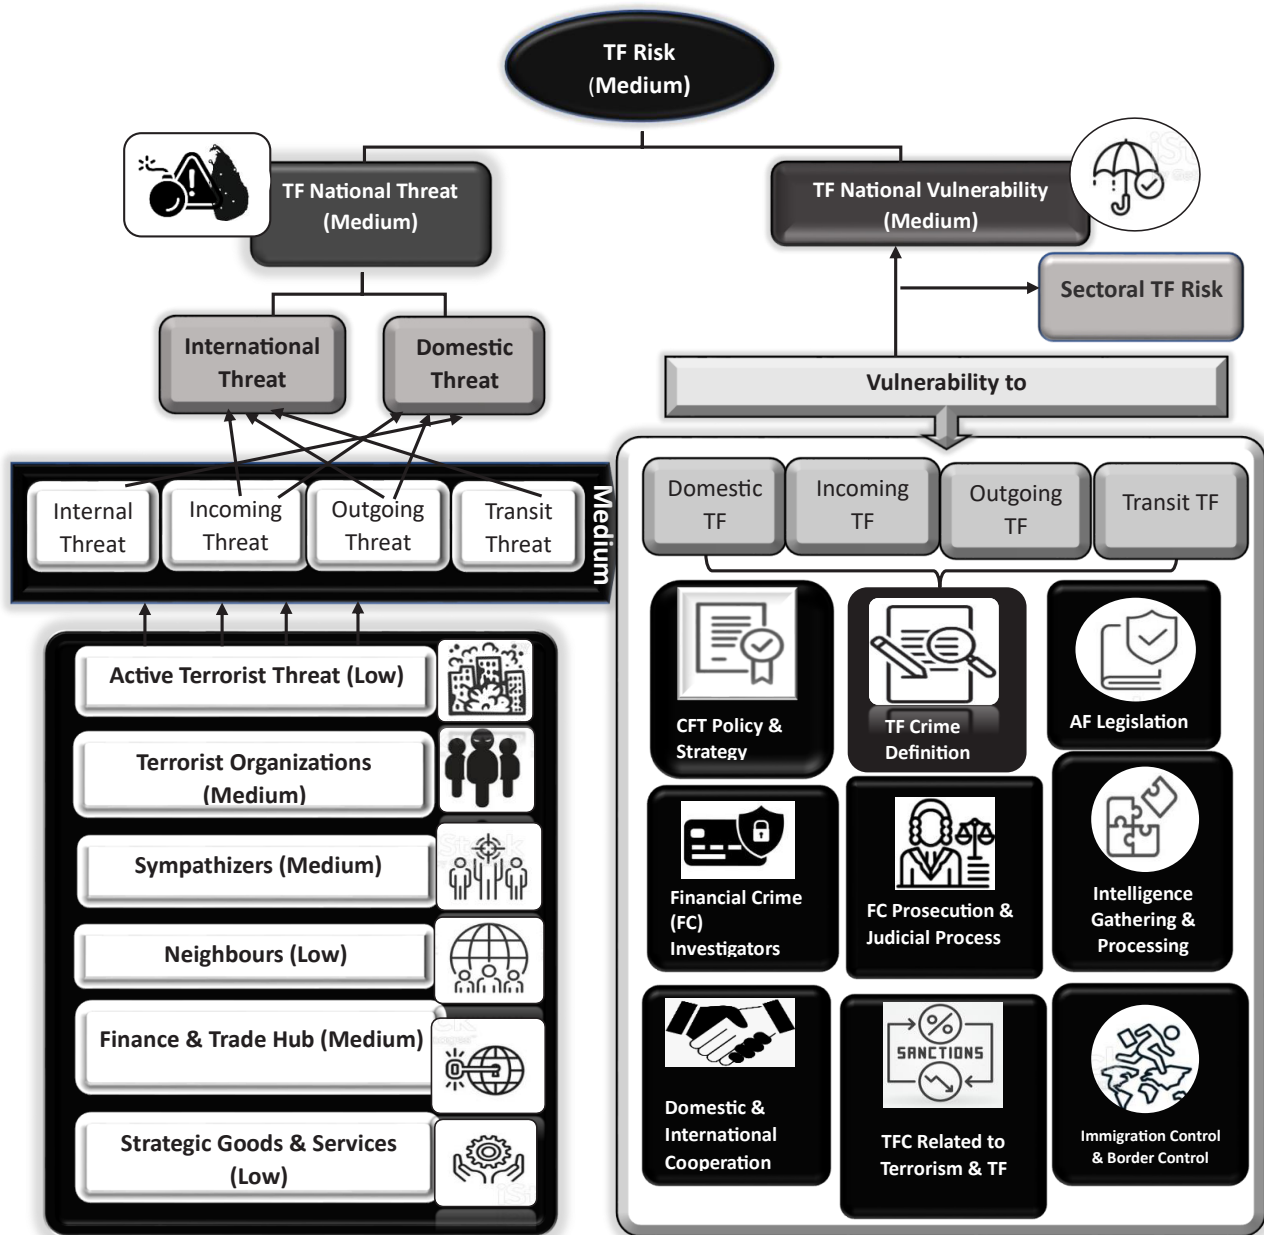 TF Risk
(Medium)
TF National Threat
(Medium)
TF National Vulnerability
(Medium)
Sectoral TF Risk
International
Threat
Domestic
Threat
Vulnerability to
Internal
Threat
Incoming
Threat
Outgoing
Threat
Transit
Threat
Medium
Domestic
TF
Incoming
TF
Outgoing
TF
Transit TF
Active Terrorist Threat (Low)
Terrorist Organizations
(Medium)
Sympathizers (Medium)
Neighbours (Low)
Finance & Trade Hub (Medium)
Strategic Goods & Services
(Low)
CFT Policy &
Strategy
TF Crime
Definition
AF Legislation
Financial Crime
(FC)
Investigators
FC Prosecution &
Judicial Process
Intelligence
Gathering &
Processing
Domestic &
International
Cooperation
SANCTIONS
TFC Related to
Terrorism & TF
Immigration Control
& Border Control